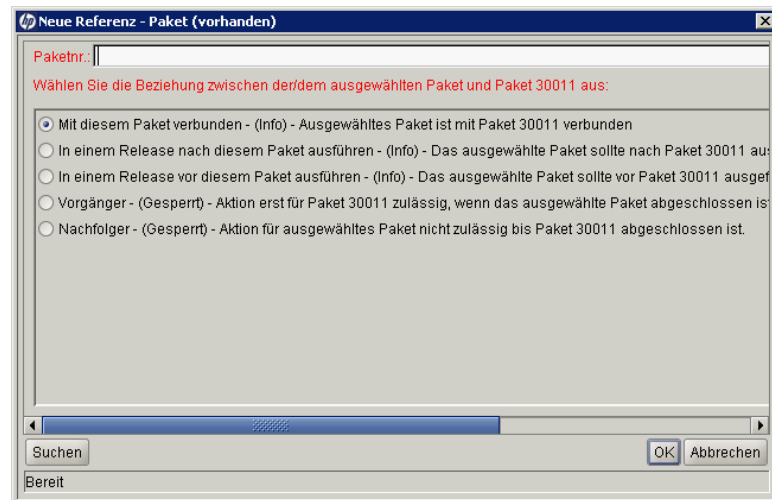 hp Neue Referenz - Paket (vorhanden)
Paketnr.:
Wählen Sie die Beziehung zwischen der/dem ausgewählten Paket und Paket 30011 aus:
Mit diesem Paket verbunden - (Info) - Ausgewähltes Paket ist mit Paket 30011 verbunden
In einem Release nach diesem Paket ausführen - (Info) - Das ausgewählte Paket sollte nach Paket 30011 aus
In einem Release vor diesem Paket ausführen - (Info) - Das ausgewählte Paket sollte vor Paket 30011 ausgef
Vorgänger - (Gesperrt) - Aktion erst für Paket 30011 zulässig, wenn das ausgewählte Paket abgeschlossen ist
Nachfolger - (Gesperrt) - Aktion für ausgewähltes Paket nicht zulässig bis Paket 30011 abgeschlossen ist.
Suchen OK Abbrechen
Bereit